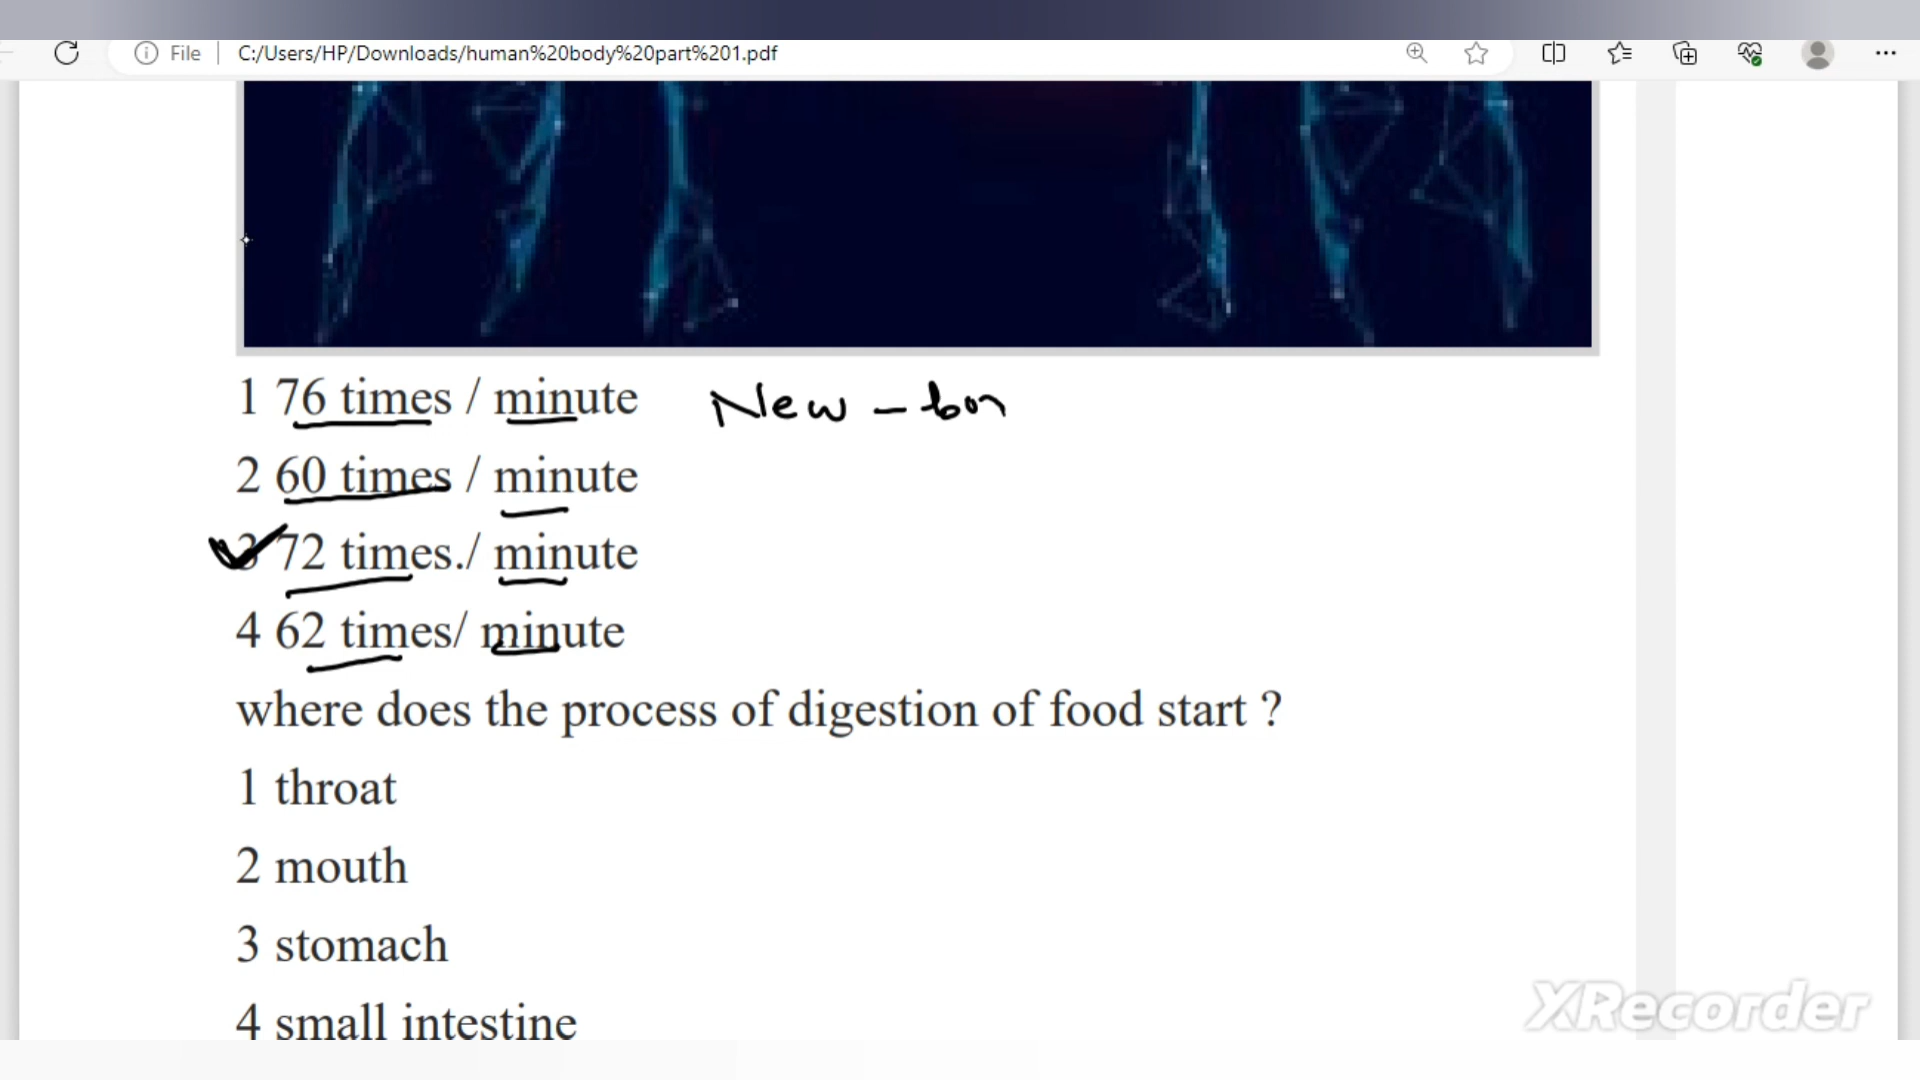 File C:/Users/HP/Downloads/human%20body%20part%201.pdf
1 76 times / minute New - bor
2 60 times / minute
3 72 times./ minute
4 62 times/ minute
where does the process of digestion of food start ?
1 throat
2 mouth
3 stomach
4 small intestine
XRecorder